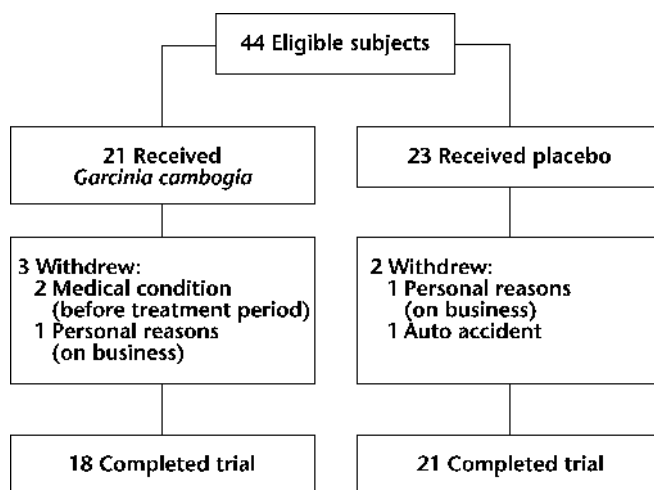 44 Eligible subjects
21 Received
Garcinia cambogia
3 Withdrew:
2 Medical condition
(before treatment period)
1 Personal reasons
(on business)
18 Completed trial
23 Received placebo
2 Withdrew:
1 Personal reasons
(on business)
1 Auto accident
21 Completed trial